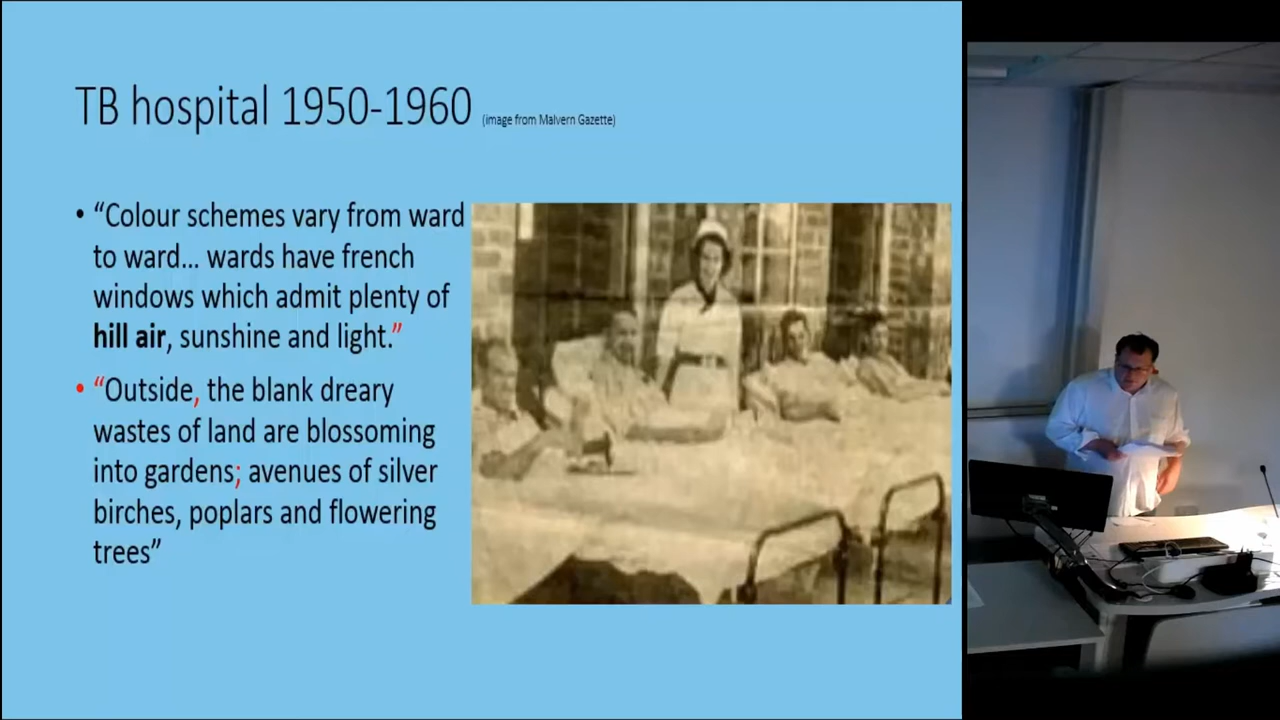 TB hospital 1950-1960 (image from Malvern Gazette)
• “Colour schemes vary from ward
to ward... wards have french
windows which admit plenty of
hill air, sunshine and light.”
• “Outside, the blank dreary
wastes of land are blossoming
into gardens; avenues of silver
birches, poplars and flowering
trees”